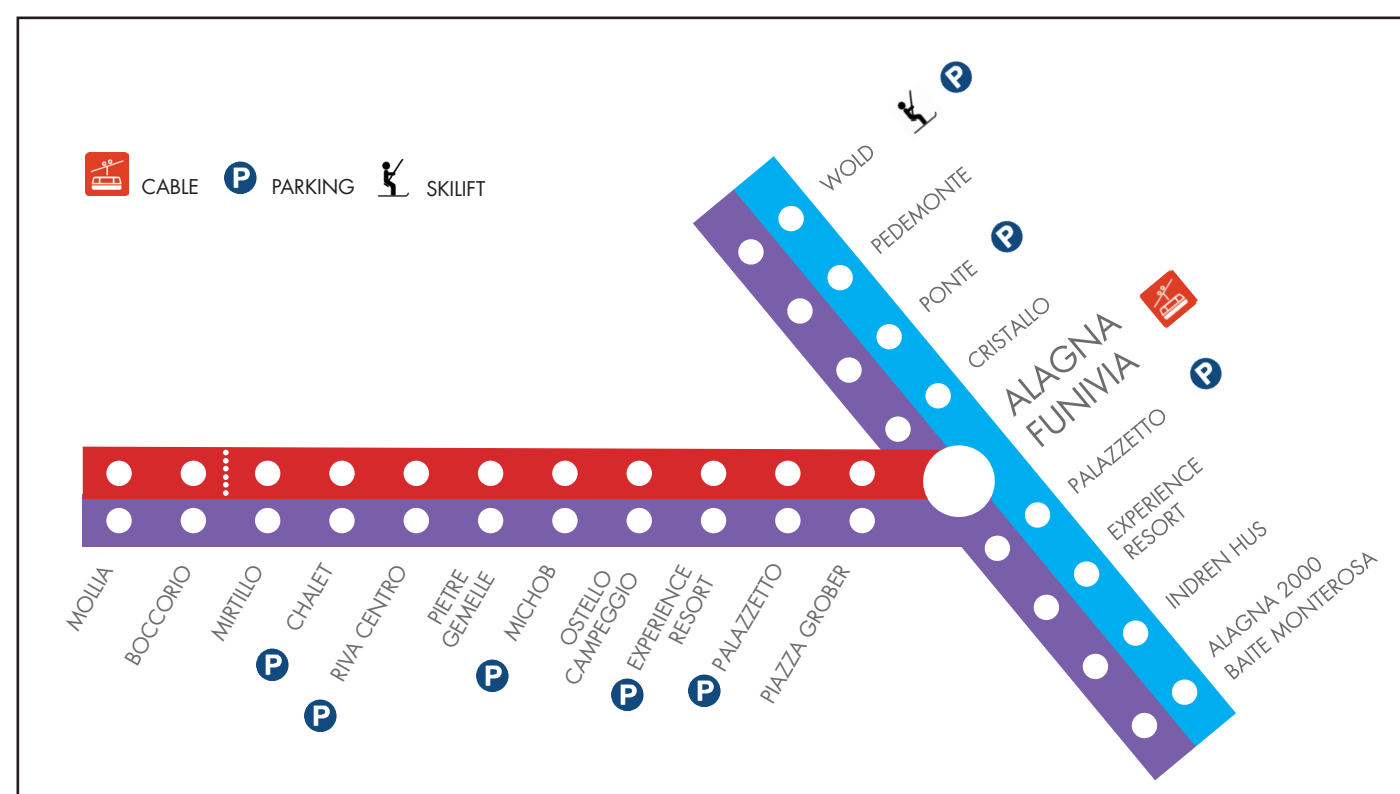 CABLE
P
PARKING
SKILIFT
P
WOLD
PEDEMONTE
P
PONTE
CRISTALLO
ALAGNA
FUNIVIA
P
PALAZZETTO
EXPERIENCE
RESORT
INDREN HUS
ALAGNA 2000
BAITE MONTEROSA
MOLLIA
BOCCORIO
MIRTILLO
P
CHALET
P
RIVA CENTRO
PIETRE
GEMELLE
P
MICHOB
OSTELLO
CAMPEGGIO
P
EXPERIENCE
RESORT
P
PALAZZETTO
PIAZZA GROBER